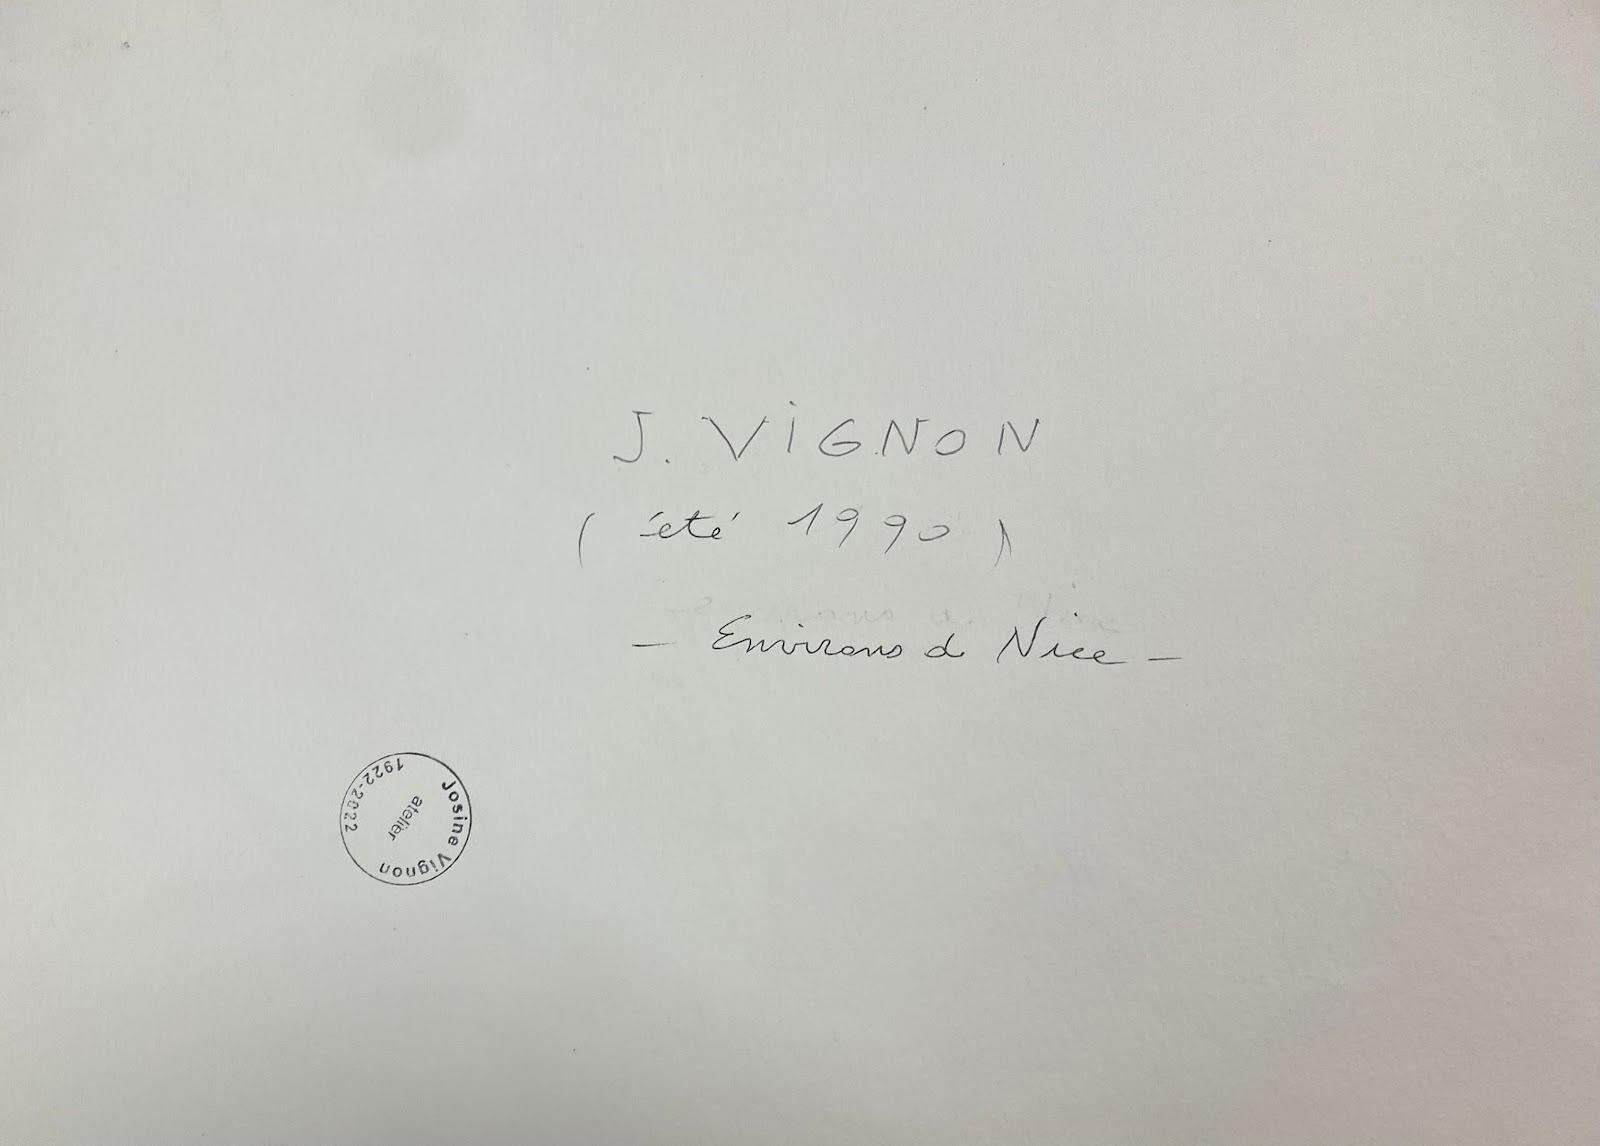 J. VIGNON
( été 1990 )
— Environs de Nice —
Josine Vignon
atelier
1922-2022